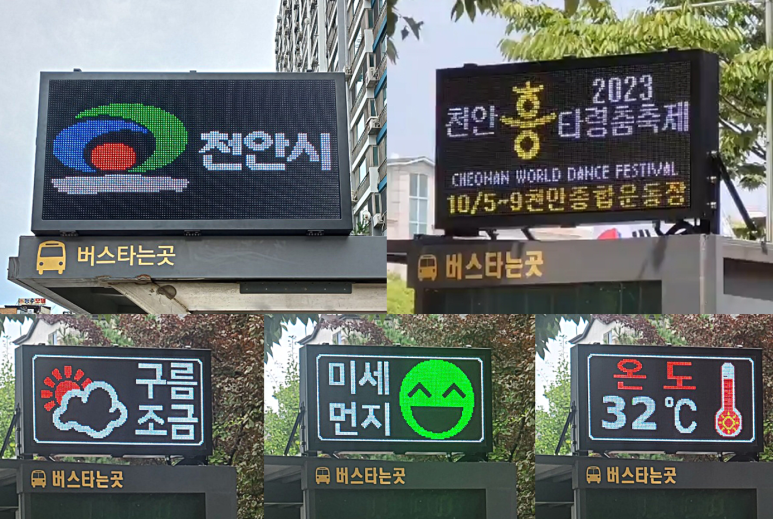 천안시
버스타는곳
2023
천안 흥타령춤축제
CHEONAN WORLD DANCE FESTIVAL
10/5~9천안종합운동장
버스타는곳
구름
조금
버스타는곳
미세
먼지
버스타는곳
온도
32℃
버스타는곳